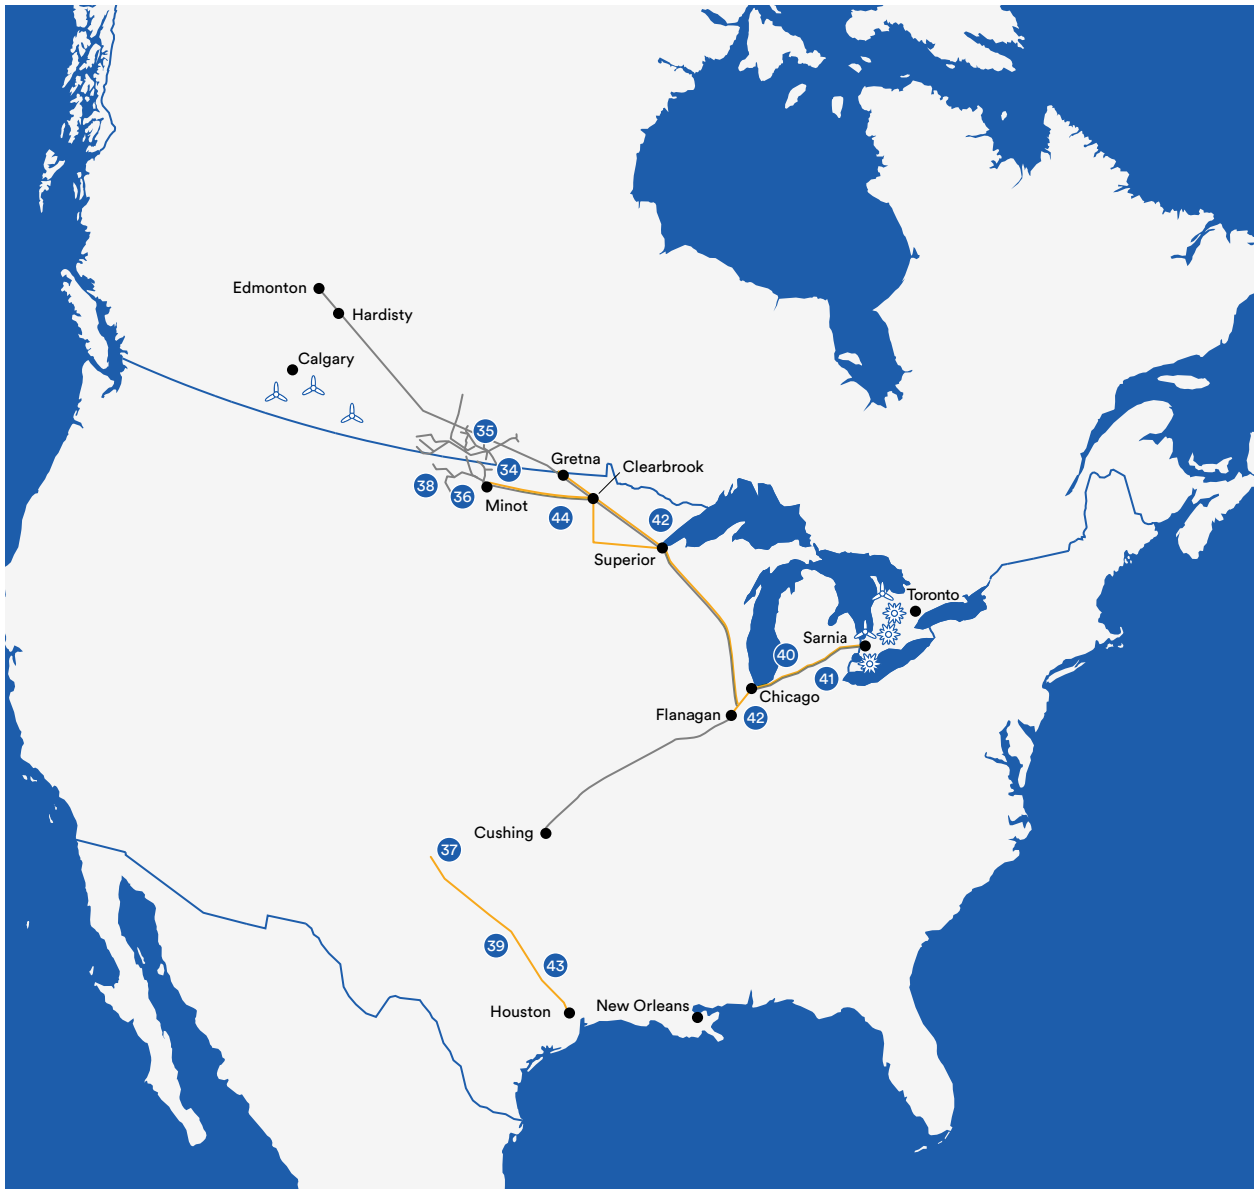 Edmonton
Hardisty
Calgary
35
Gretna
Clearbrook
34
38
36
Minot
44
42
Superior
Toronto
Sarnia
40
41
Chicago
Flanagan
42
Cushing
37
39
43
Houston
New Orleans